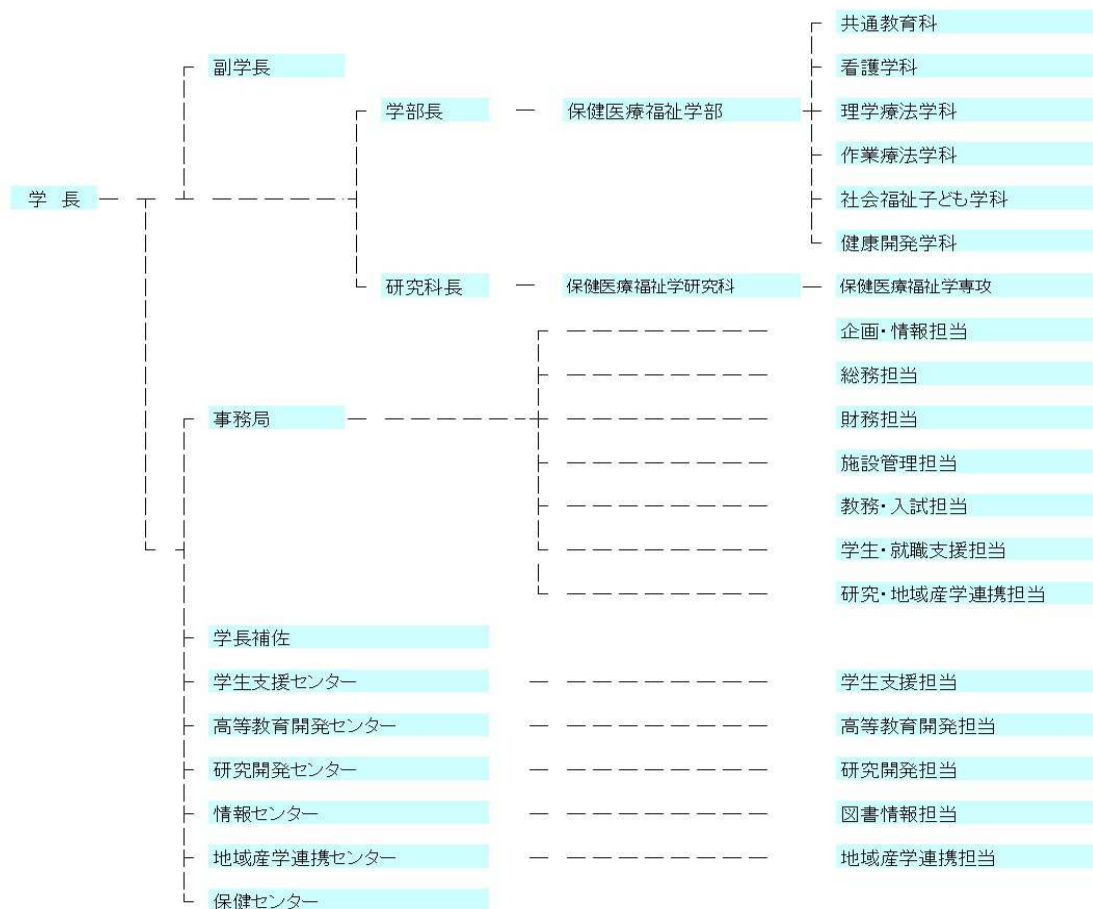 共通教育科
副学長
看護学科
学部長
保健医療福祉学部
理学療法学科
作業療法学科
学 長
社会福祉子ども学科
健康開発学科
研究科長
保健医療福祉学研究科
保健医療福祉学専攻
企画・情報担当
総務担当
事務局
財務担当
施設管理担当
教務・入試担当
学生・就職支援担当
研究・地域産学連携担当
学長補佐
学生支援センター
学生支援担当
高等教育開発センター
高等教育開発担当
研究開発センター
研究開発担当
情報センター
図書情報担当
地域産学連携センター
地域産学連携担当
保健センター